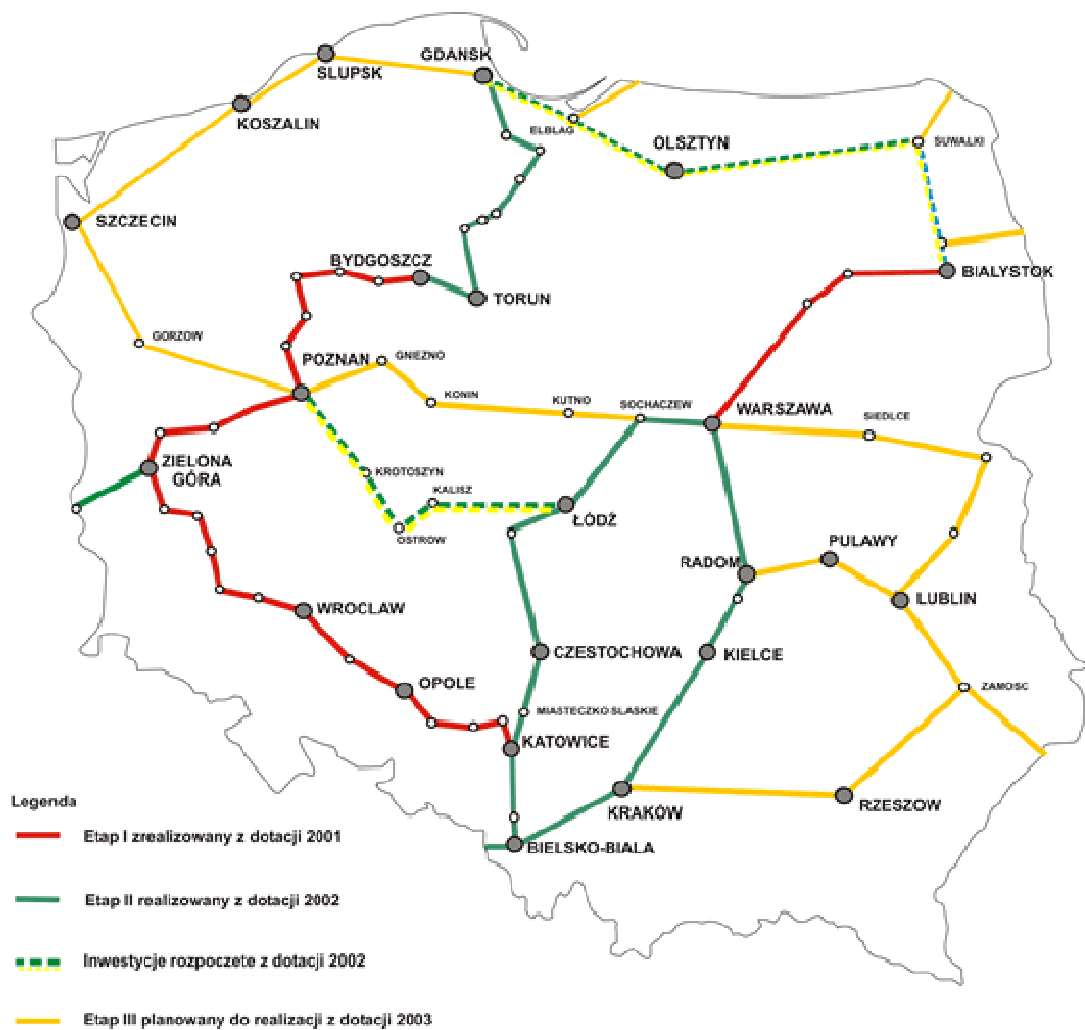 GDANSK
SLUPSK
KOSZALIN
ELBLAG
OLSZTYN
SUWALKI
SZCZECIN
BYDGOSZCZ
BIALYSTOK
TORUN
GORZOW
POZNAN
GNIEZNO
KONIN
KUTNIO
SOCHACZEW
WARSZAWA
SIEDLCE
ZIELONA
GÓRA
KROTOSZYN
KALISZ
OSTROW
ŁÓDŹ
RADOM
PULAWY
LUBLIN
WROCLAW
CZESTOCHOWA
KIELCE
OPOLE
ZAMOSC
MIASTECZKO SLASKIE
KATOWICE
KRAKÓW
RZESZOW
BIELSKO-BIALA
Legenda
Etap I zrealizowany z dotacji 2001
Etap II realizowany z dotacji 2002
Inwestycje rozpoczete z dotacji 2002
Etap III planowany do realizacji z dotacji 2003